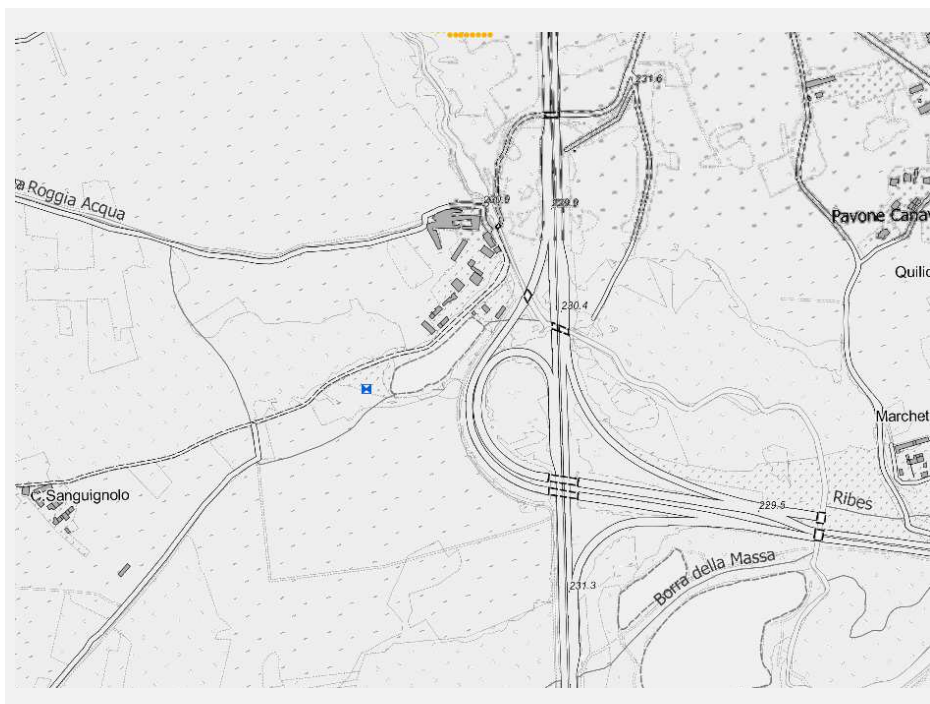 231.6
Roggia Acqua
229.9
Pavone Canav
Quilic
230.4
Marchet
C. Sanguignolo
Ribes
229.5
Borra della Massa
231.3